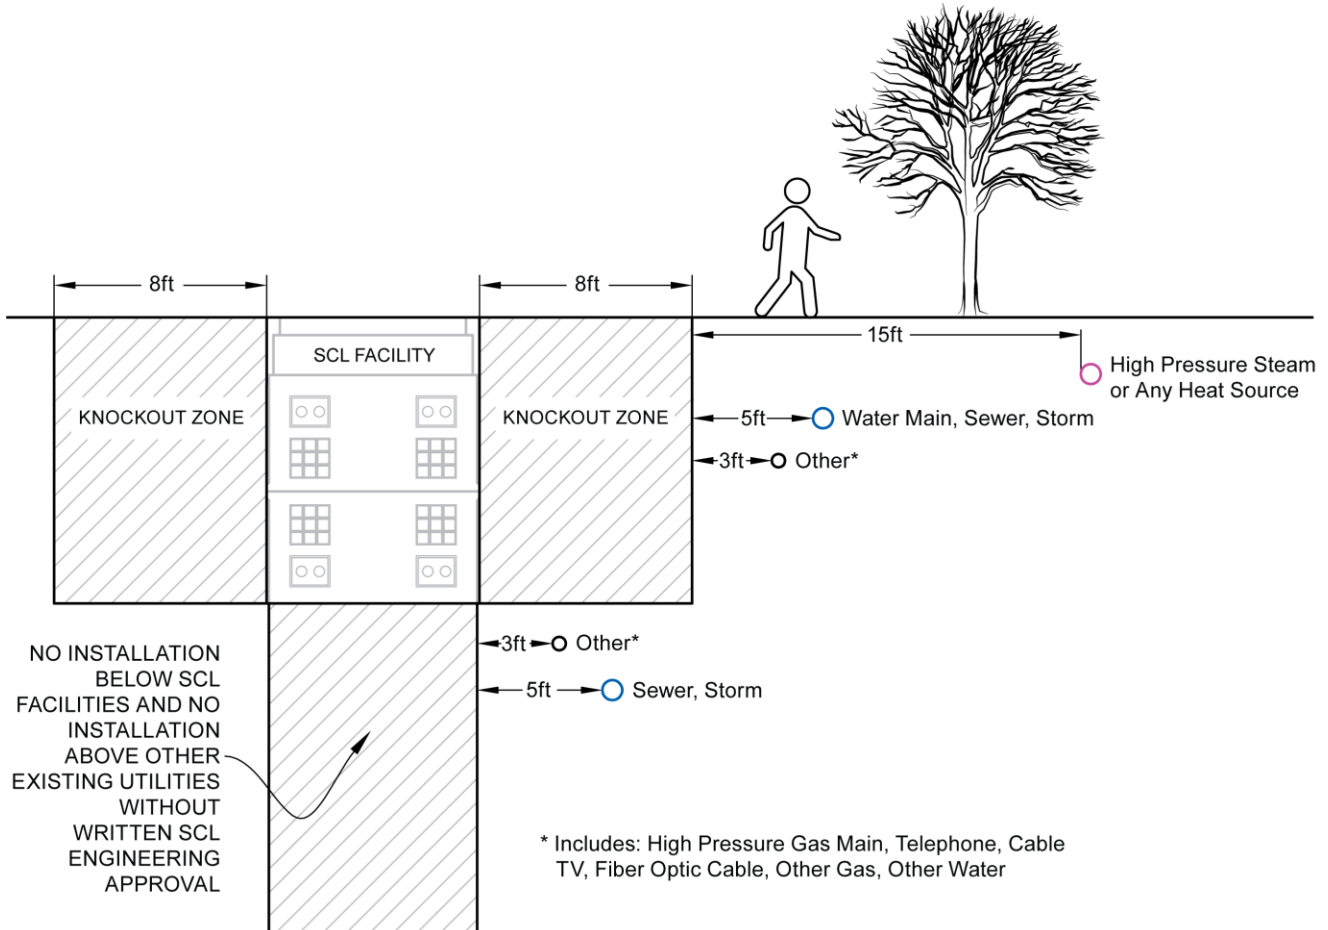 8ft
8ft
15ft
SCL FACILITY
High Pressure Steam
or Any Heat Source
KNOCKOUT ZONE
KNOCKOUT ZONE
5ft
Water Main, Sewer, Storm
3ft
Other*
3ft
Other*
5ft
Sewer, Storm
NO INSTALLATION
BELOW SCL
FACILITIES AND NO
INSTALLATION
ABOVE OTHER
EXISTING UTILITIES
WITHOUT
WRITTEN SCL
ENGINEERING
APPROVAL
* Includes: High Pressure Gas Main, Telephone, Cable
TV, Fiber Optic Cable, Other Gas, Other Water